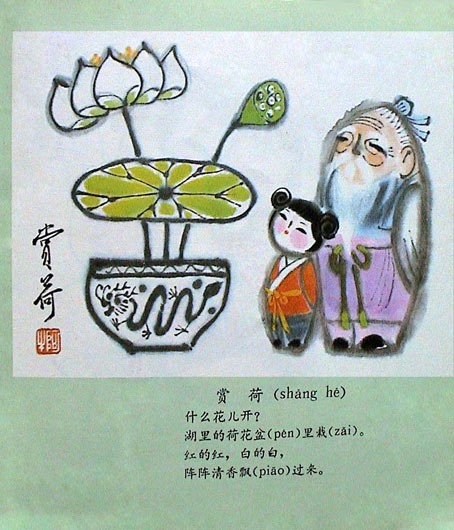 赏荷
赏 荷 (shǎng hé)
什么花儿开?
湖里的荷花盆(pén)里栽(zāi)。
红的红，白的白，
阵阵清香飘(piāo)过来。